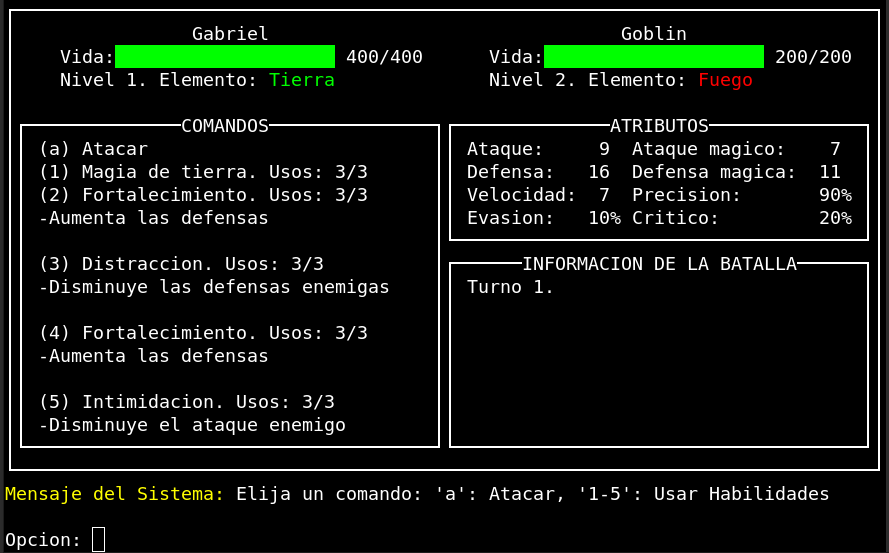 Gabriel
Vida: 400/400
Nivel 1. Elemento: Tierra
Goblin
Vida: 200/200
Nivel 2. Elemento: Fuego
COMANDOS
(a) Atacar
(1) Magia de tierra. Usos: 3/3
(2) Fortalecimiento. Usos: 3/3
-Aumenta las defensas
(3) Distraccion. Usos: 3/3
-Disminuye las defensas enemigas
(4) Fortalecimiento. Usos: 3/3
-Aumenta las defensas
(5) Intimidacion. Usos: 3/3
-Disminuye el ataque enemigo
ATRIBUTOS
Ataque: 9 Ataque magico: 7
Defensa: 16 Defensa magica: 11
Velocidad: 7 Precision: 90%
Evasion: 10% Critico: 20%
INFORMACION DE LA BATALLA
Turno 1.
Mensaje del Sistema: Elija un comando: 'a': Atacar, '1-5': Usar Habilidades
Opcion: